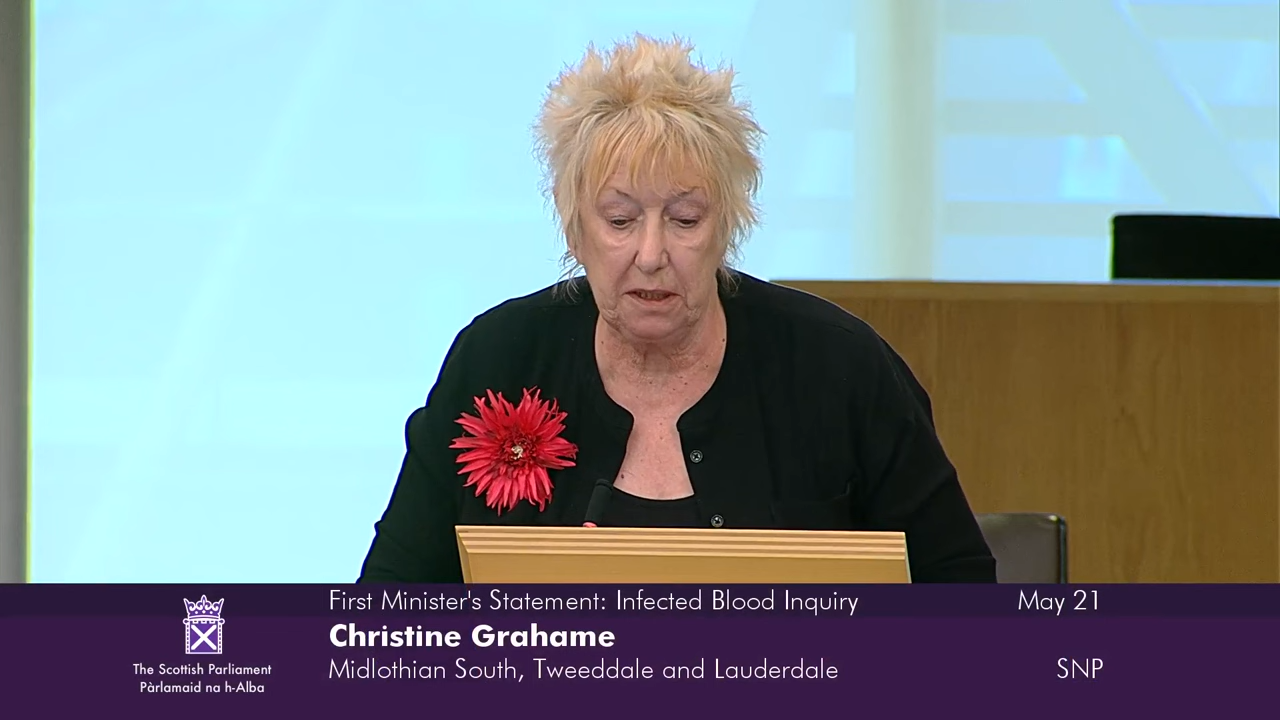 First Minister's Statement: Infected Blood Inquiry
May 21
Christine Grahame
Midlothian South, Tweeddale and Lauderdale
SNP
The Scottish Parliament
Pàrlamaid na h-Alba